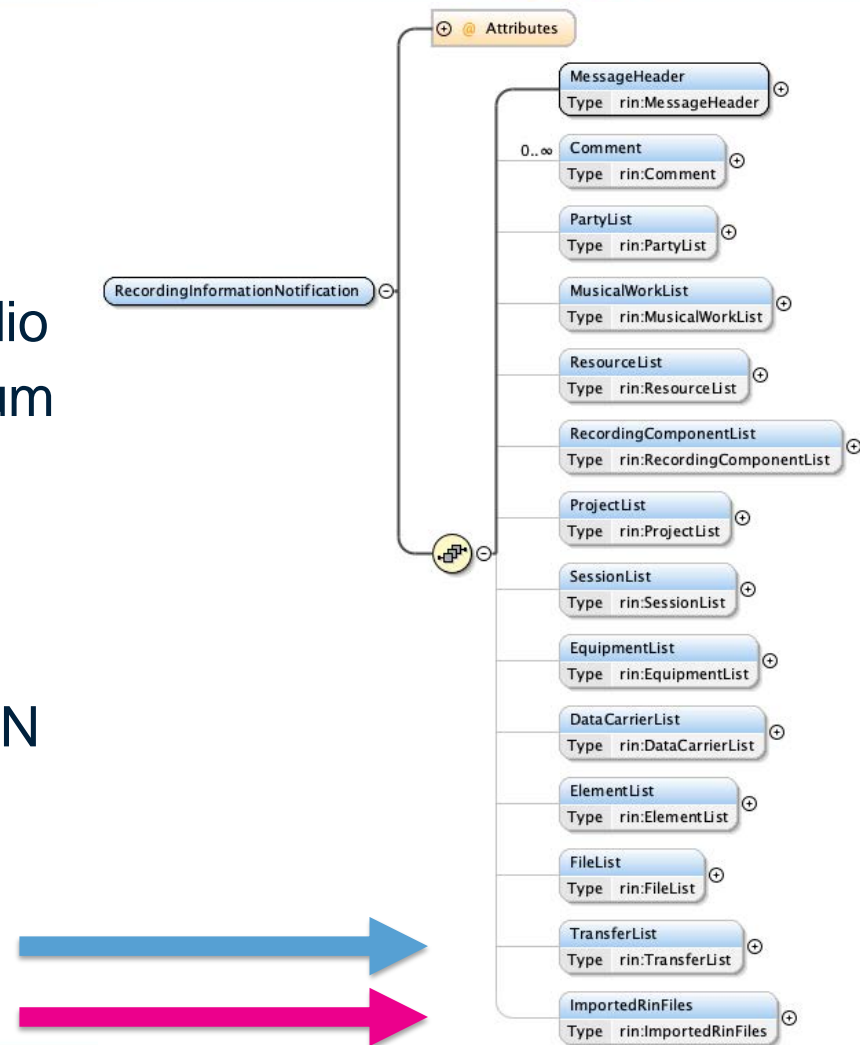 @ Attributes
MessageHeader
Type rin:MessageHeader
0..∞ Comment
Type rin:Comment
PartyList
Type rin:PartyList
RecordingInformationNotification
MusicalWorkList
Type rin:MusicalWorkList
dio
ResourceList
Type rin:ResourceList
um
RecordingComponentList
Type rin:RecordingComponentList
ProjectList
Type rin:ProjectList
SessionList
Type rin:SessionList
EquipmentList
Type rin:EquipmentList
N
DataCarrierList
Type rin:DataCarrierList
ElementList
Type rin:ElementList
FileList
Type rin:FileList
TransferList
Type rin:TransferList
ImportedRinFiles
Type rin:ImportedRinFiles